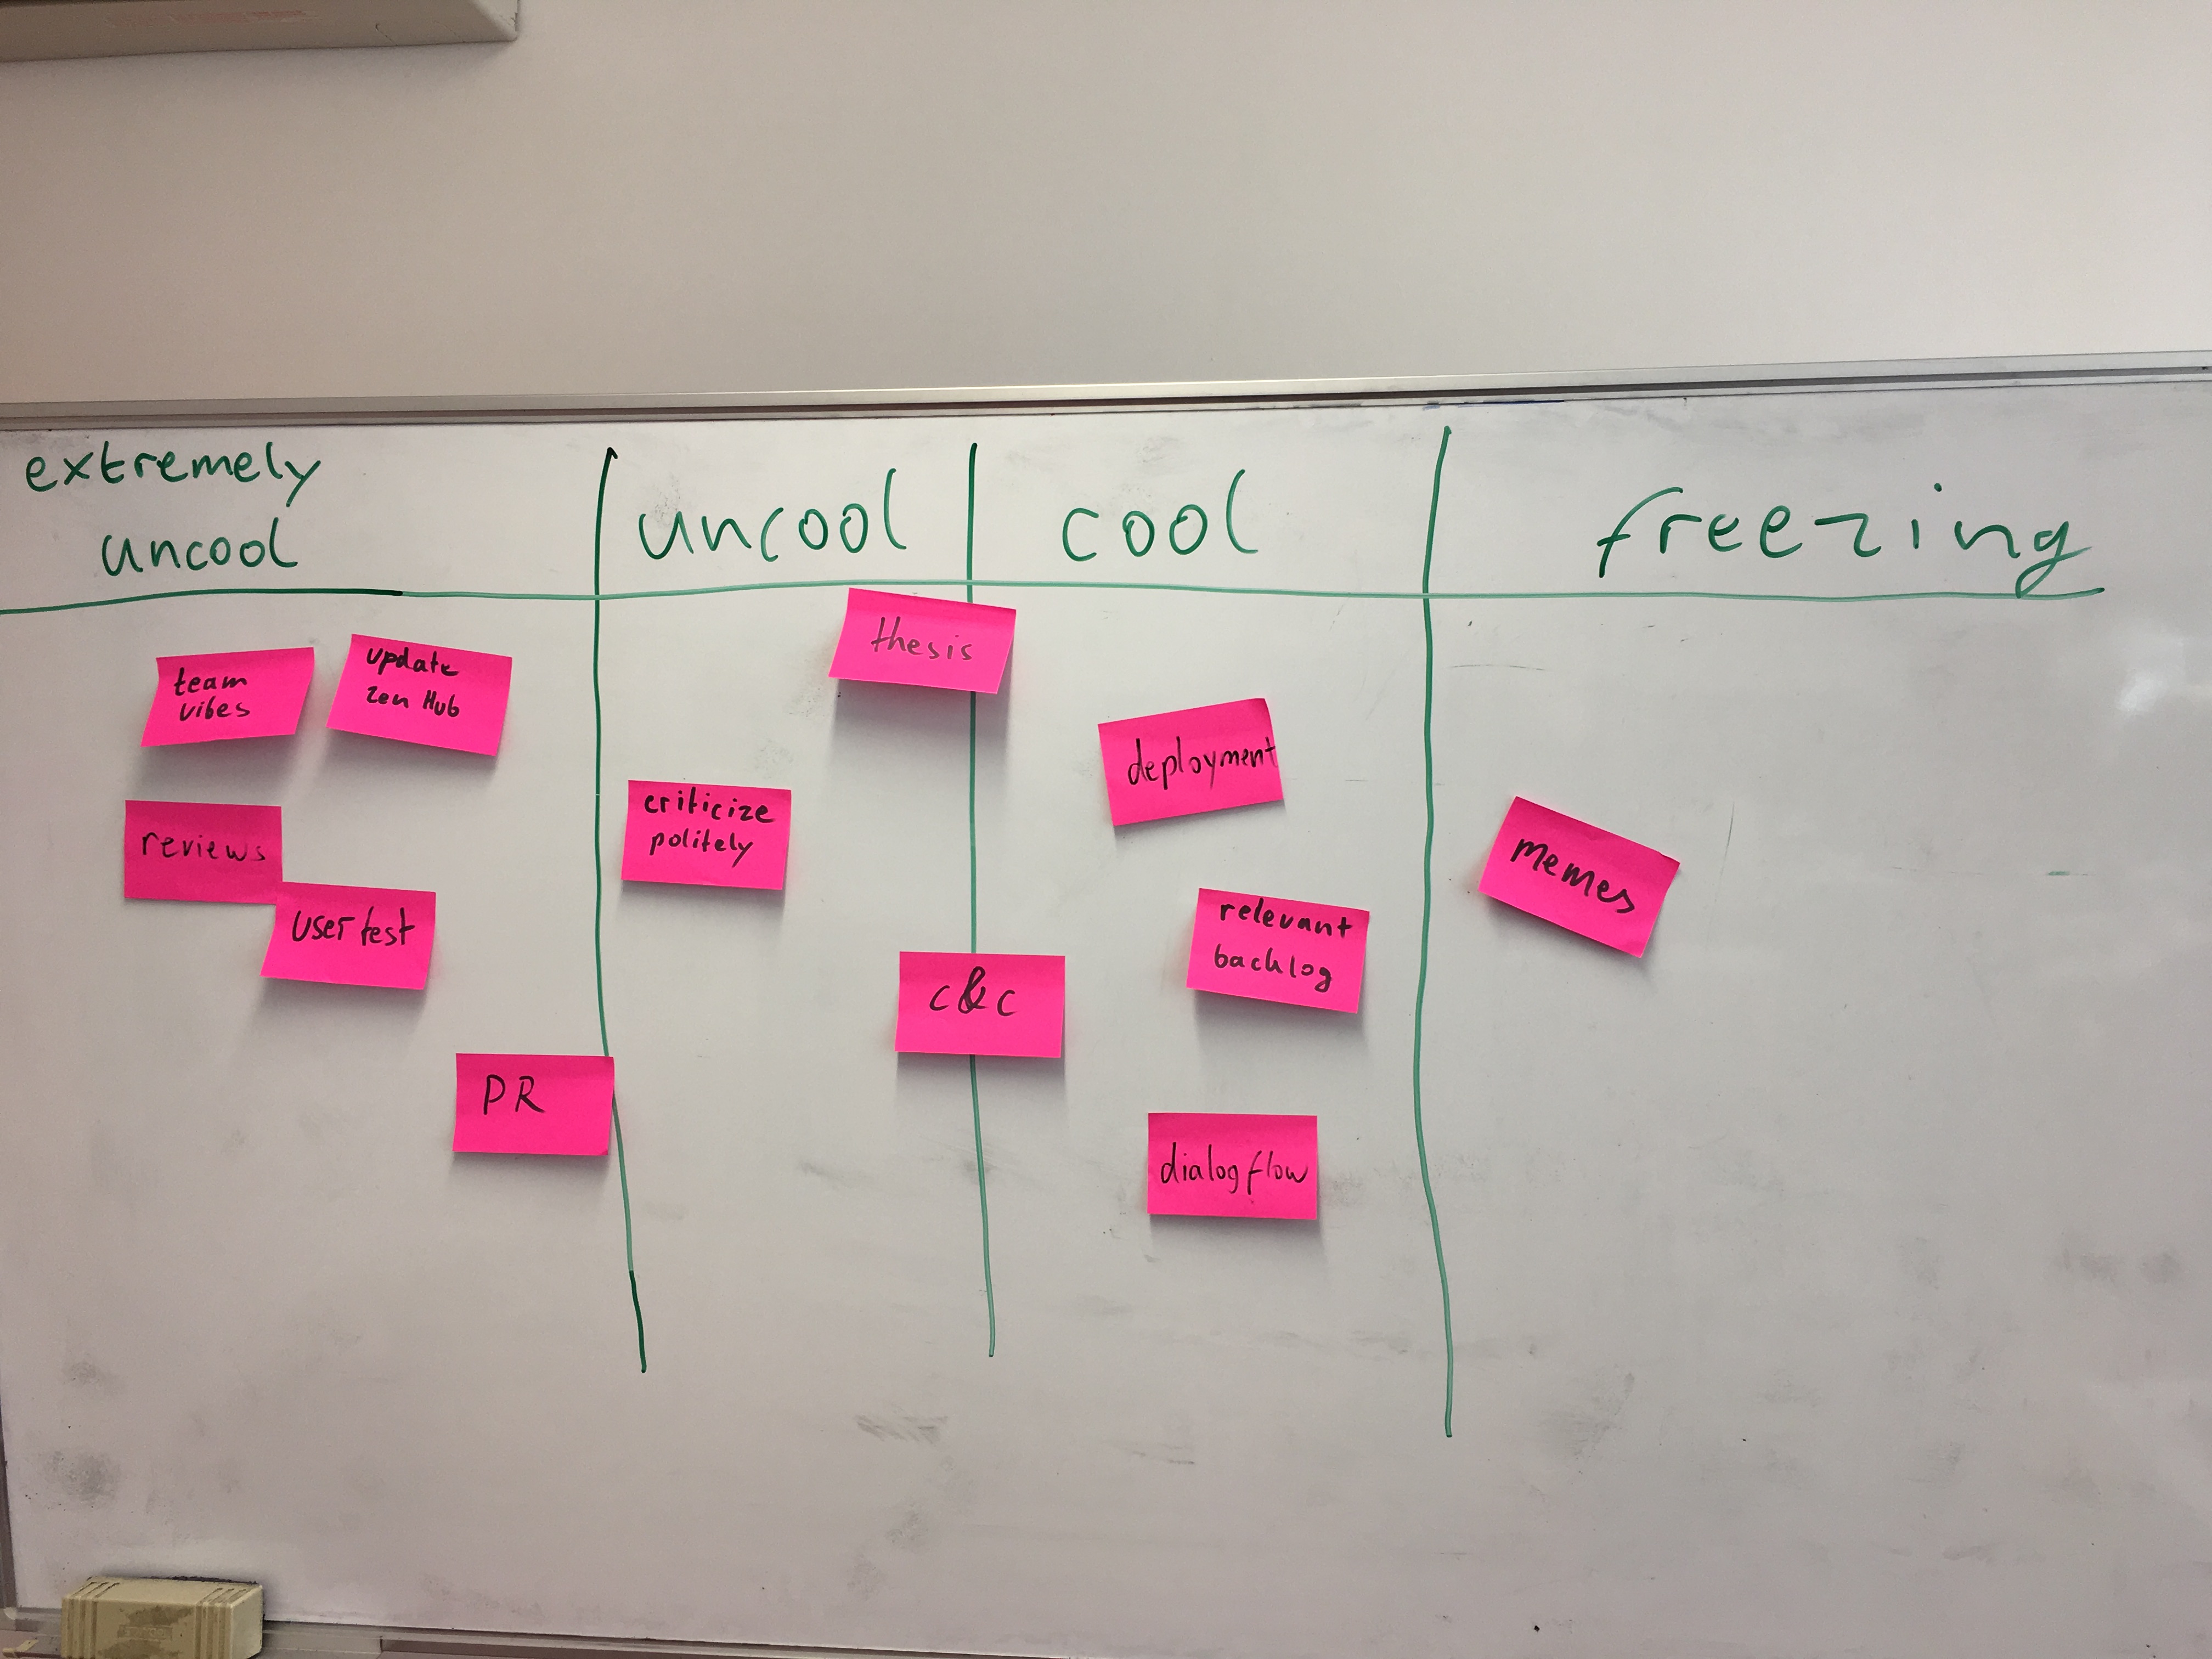 extremely
uncool
uncool
cool
freezing
team
vibes
update
Zen Hub
reviews
User test
PR
thesis
criticize
politely
c&c
deployment
relevant
backlog
dialogflow
Memes